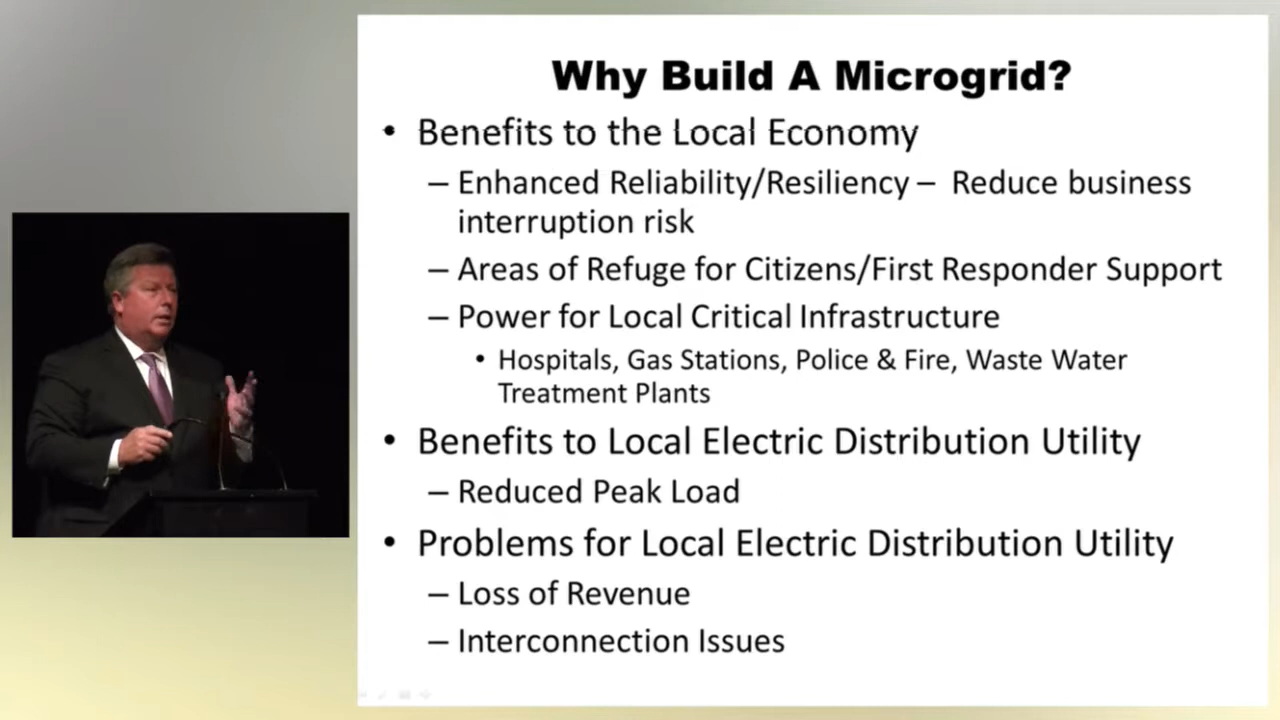 Why Build A Microgrid?
• Benefits to the Local Economy
– Enhanced Reliability/Resiliency – Reduce business
interruption risk
– Areas of Refuge for Citizens/First Responder Support
– Power for Local Critical Infrastructure
• Hospitals, Gas Stations, Police & Fire, Waste Water
Treatment Plants
• Benefits to Local Electric Distribution Utility
– Reduced Peak Load
• Problems for Local Electric Distribution Utility
– Loss of Revenue
– Interconnection Issues